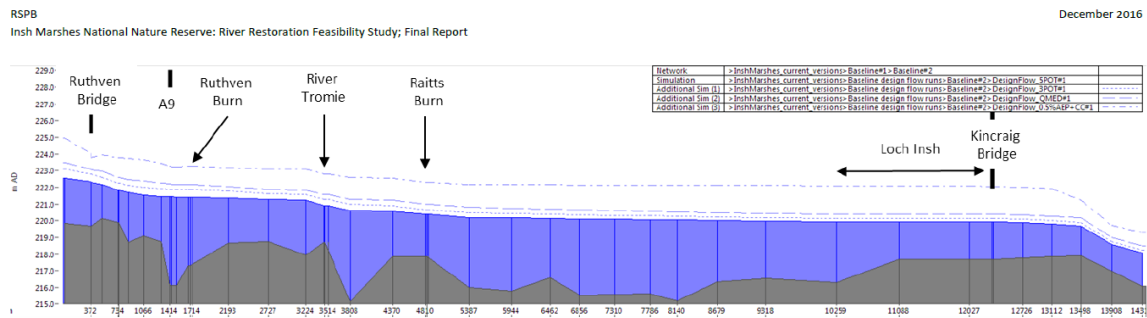 RSPB December 2016
Insh Marshes National Nature Reserve: River Restoration Feasibility Study; Final Report
Network >InshMarshes_current_versions>Baseline#1>Baseline#2
Simulation >InshMarshes_current_versions>Baseline design flow runs>Baseline#2>DesignFlow_5POT#1
Additional Sim (1) >InshMarshes_current_versions>Baseline design flow runs>Baseline#2>DesignFlow_3POT#1
Additional Sim (2) >InshMarshes_current_versions>Baseline design flow runs>Baseline#2>DesignFlow_QMED#1
Additional Sim (3) >InshMarshes_current_versions>Baseline design flow runs>Baseline#2>DesignFlow_0.5%AEP+CC#1
Ruthven
Bridge
A9
Ruthven
Burn
River
Tromie
Raitts
Burn
Loch Insh
Kincraig
Bridge
m AD
229.0
228.0
227.0
226.0
225.0
224.0
223.0
222.0
221.0
220.0
219.0
218.0
217.0
216.0
215.0
372 734 1066 1414 1714 2193 2727 3224 3514 3808 4370 4810 5387 5944 6462 6856 7310 7786 8140 8679 9318 10259 11088 12027 12726 13112 13498 13908